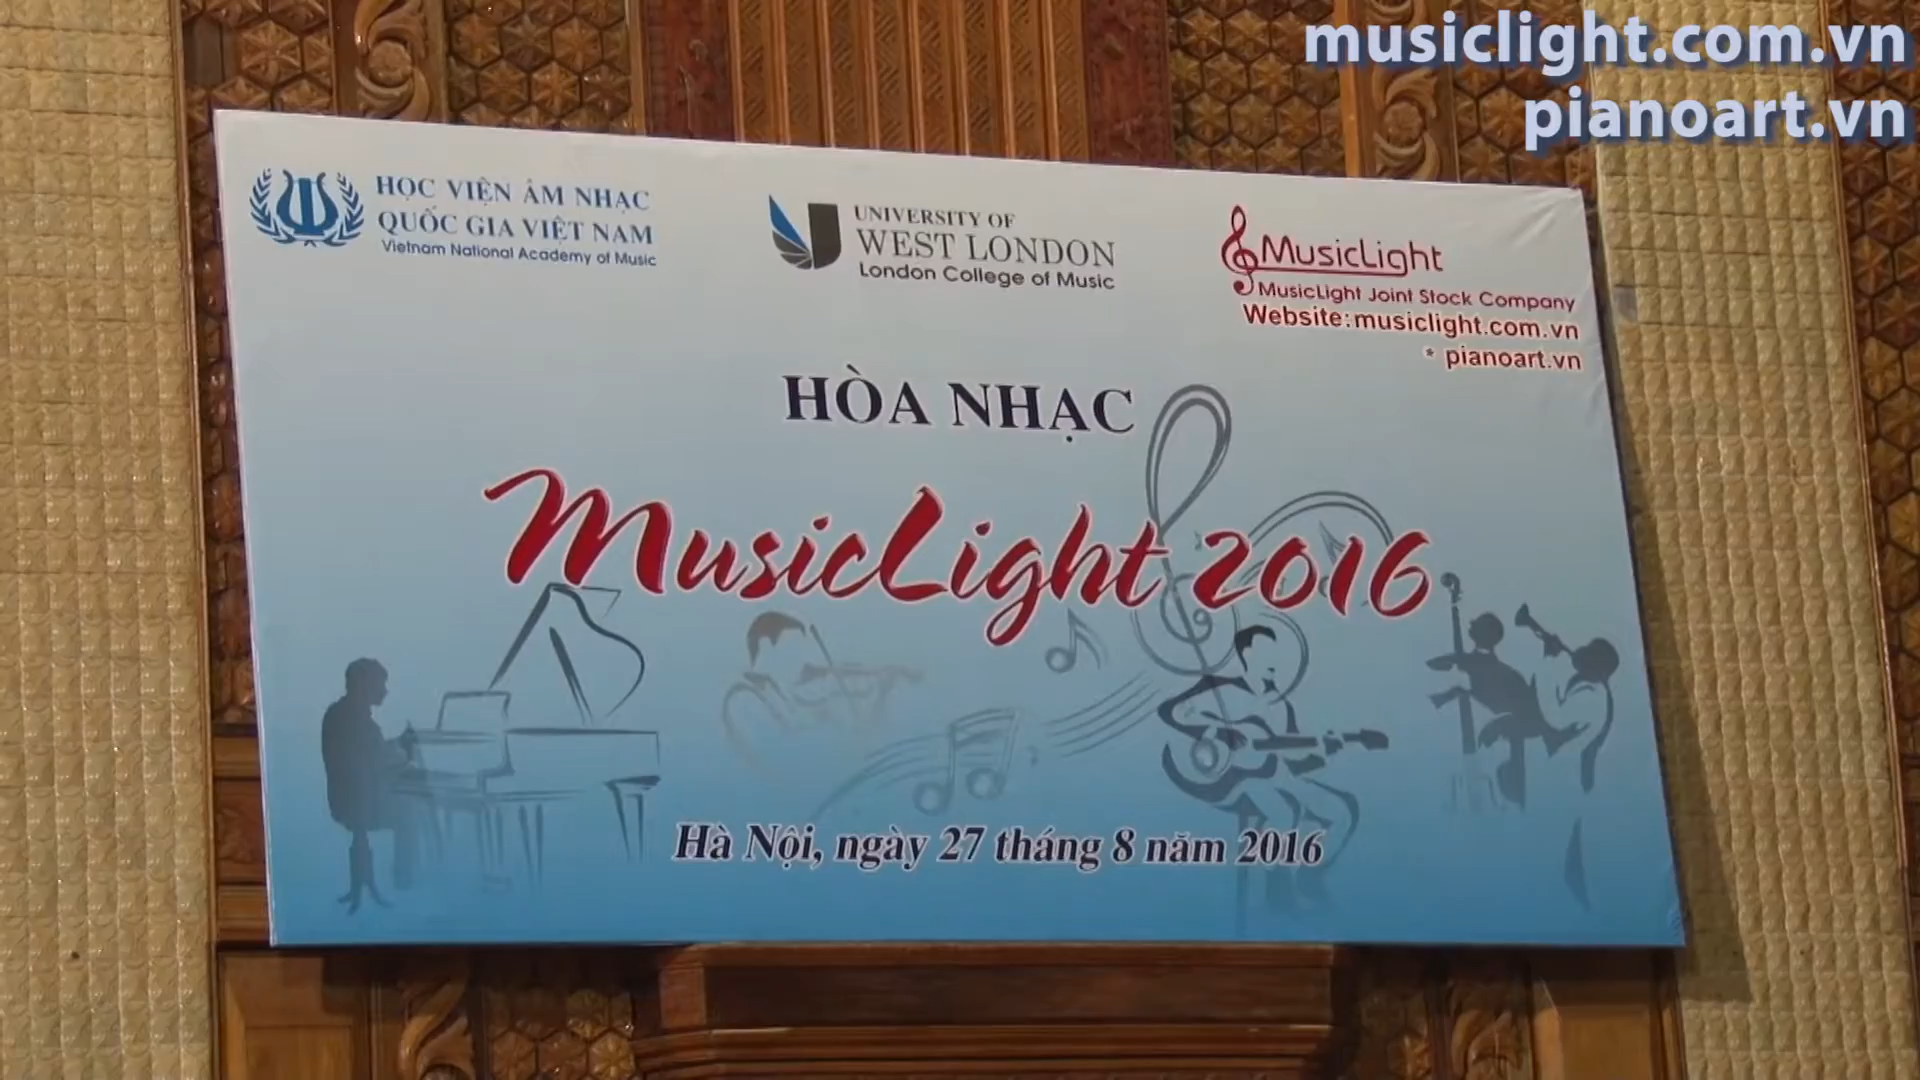 musiclight.com.vn
pianoart.vn
HỌC VIỆN ÂM NHẠC
QUỐC GIA VIỆT NAM
Vietnam National Academy of Music
UNIVERSITY OF
WEST LONDON
London College of Music
MusicLight
MusicLight Joint Stock Company
Website:musiclight.com.vn
* pianoart.vn
HÒA NHẠC
MusicLight 2016
Hà Nội, ngày 27 tháng 8 năm 2016